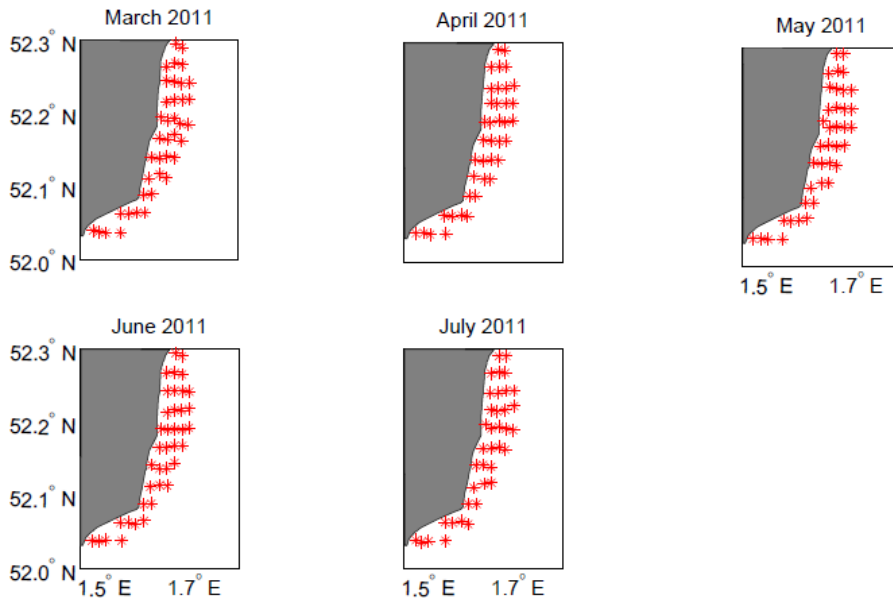 March 2011
April 2011
May 2011
52.3° N
52.2° N
52.1° N
52.0° N
1.5° E 1.7° E
June 2011
July 2011
52.3° N
52.2° N
52.1° N
52.0° N
1.5° E 1.7° E
1.5° E 1.7° E